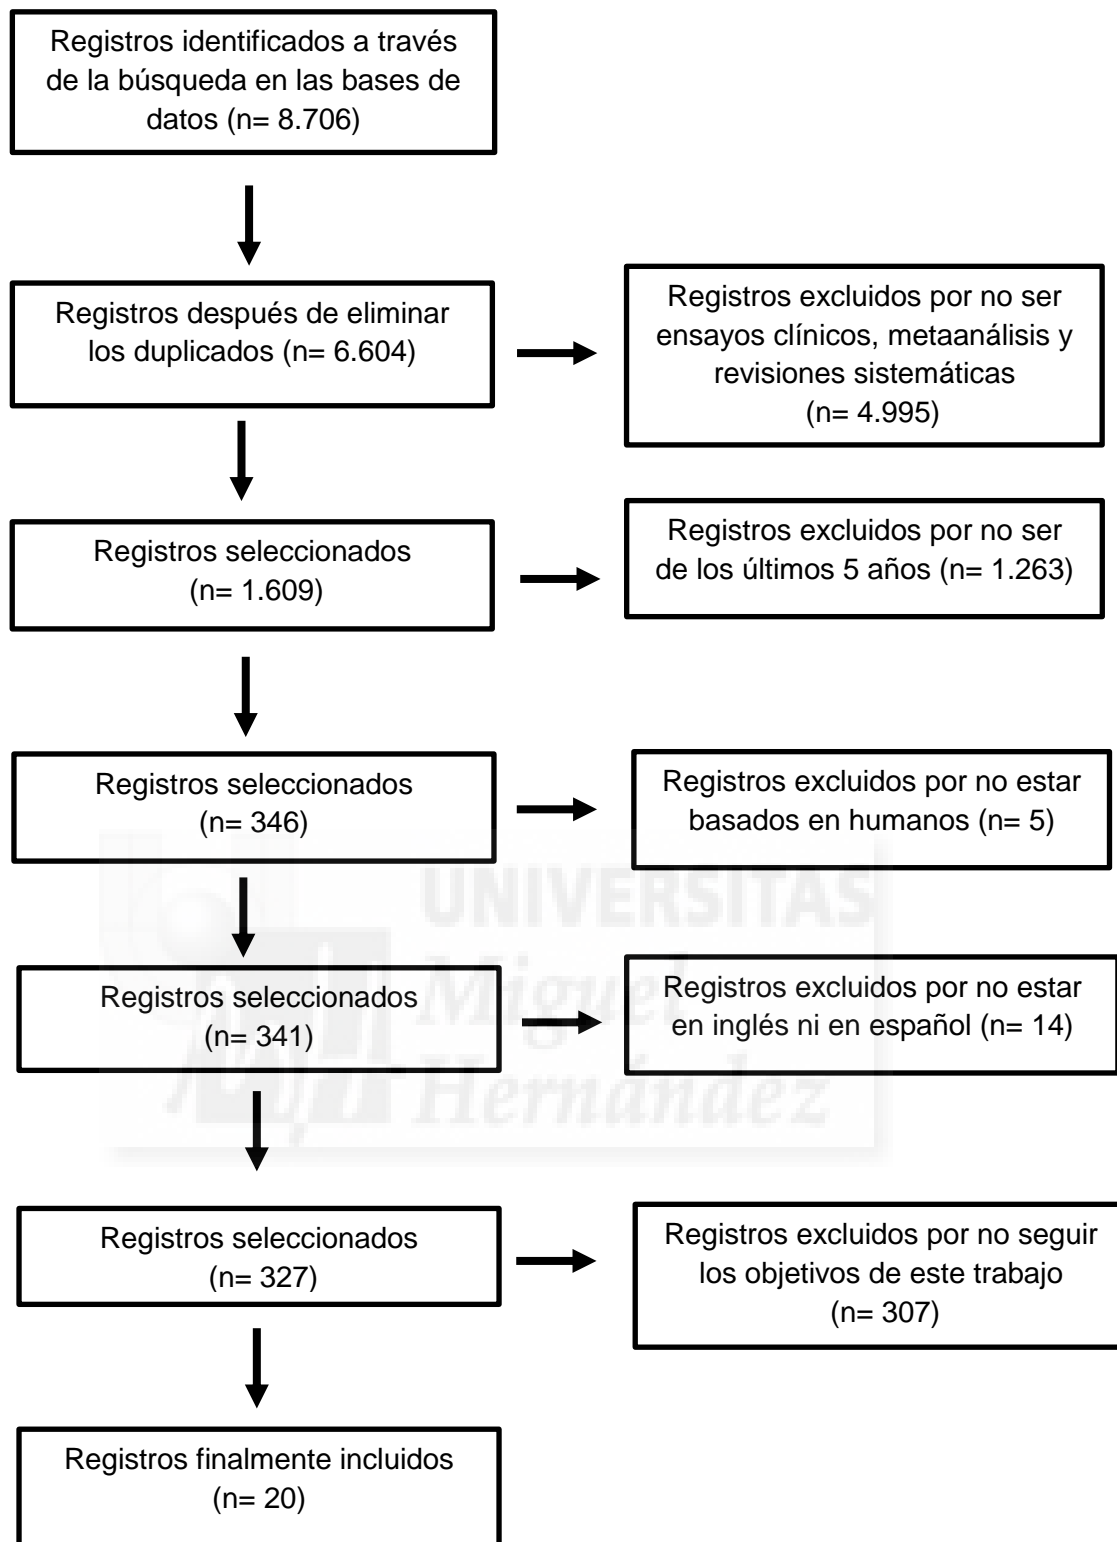 Registros identificados a través
de la búsqueda en las bases de
datos (n= 8.706)
Registros después de eliminar
los duplicados (n= 6.604)
Registros excluidos por no ser
ensayos clínicos, metaanálisis y
revisiones sistemáticas
(n= 4.995)
Registros seleccionados
(n= 1.609)
Registros excluidos por no ser
de los últimos 5 años (n= 1.263)
Registros seleccionados
(n= 346)
Registros excluidos por no estar
basados en humanos (n= 5)
UNIVERSITAS
Miguel
Hernández
Registros seleccionados
(n= 341)
Registros excluidos por no estar
en inglés ni en español (n= 14)
Registros seleccionados
(n= 327)
Registros excluidos por no seguir
los objetivos de este trabajo
(n= 307)
Registros finalmente incluidos
(n= 20)